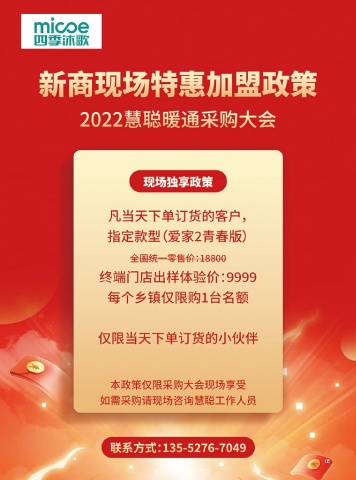 micoe
四季沐歌
新商现场特惠加盟政策
2022慧聪暖通采购大会
现场独享政策
凡当天下单订货的客户，
指定款型（爱家2青春版）
全国统一零售价:18800
终端门店出样体验价:9999
每个乡镇仅限购1台名额
仅限当天下单订货的小伙伴
本政策仅限采购大会现场享受
如需采购请现场咨询慧聪工作人员
联系方式:135-5276-7049